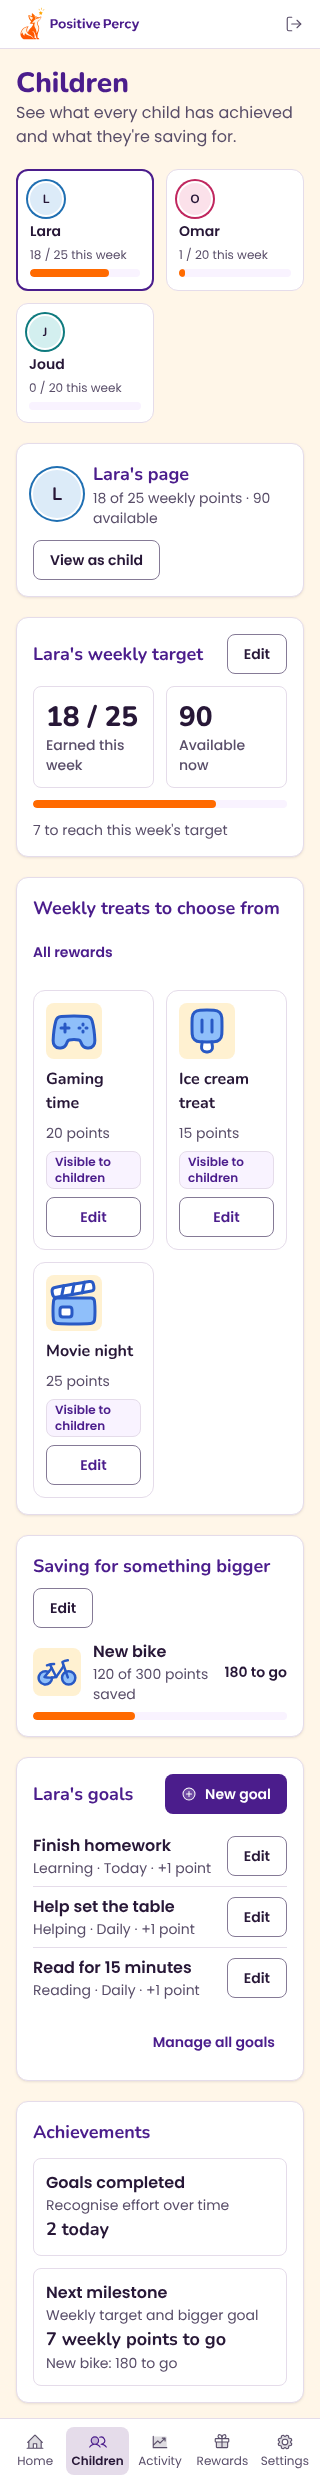 Positive Percy
Children
See what every child has achieved
and what they're saving for.
L
Lara
18 / 25 this week
O
Omar
1 / 20 this week
J
Joud
0 / 20 this week
L
Lara's page
18 of 25 weekly points · 90
available
View as child
Lara's weekly target
Edit
18 / 25
Earned this
week
90
Available
now
7 to reach this week's target
Weekly treats to choose from
All rewards
Gaming
time
20 points
Visible to
children
Edit
Ice cream
treat
15 points
Visible to
children
Edit
Movie night
25 points
Visible to
children
Edit
Saving for something bigger
Edit
New bike
120 of 300 points
saved
180 to go
Lara's goals
New goal
Finish homework
Learning · Today · +1 point
Edit
Help set the table
Helping · Daily · +1 point
Edit
Read for 15 minutes
Reading · Daily · +1 point
Edit
Manage all goals
Achievements
Goals completed
Recognise effort over time
2 today
Next milestone
Weekly target and bigger goal
7 weekly points to go
New bike: 180 to go
Home
Children
Activity
Rewards
Settings